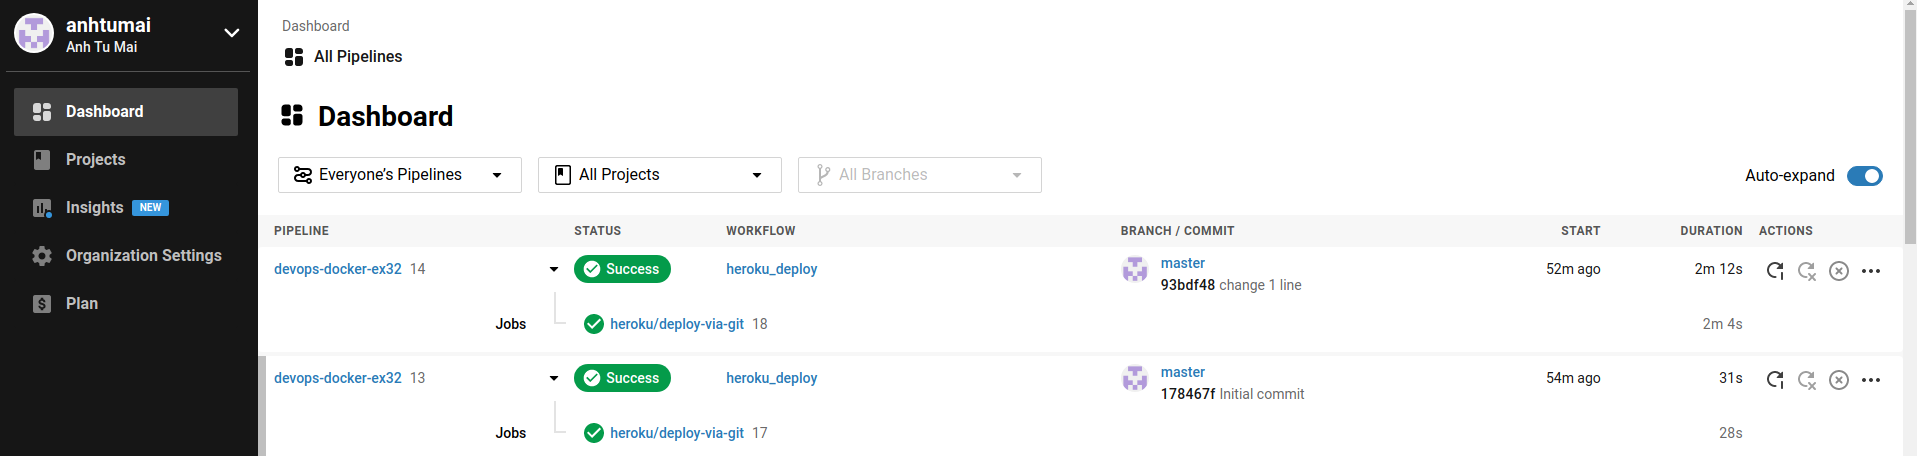 anhtumai
Anh Tu Mai
Dashboard
Projects
Insights NEW
Organization Settings
Plan
Dashboard
All Pipelines
Dashboard
Everyone’s Pipelines
All Projects
All Branches
Auto-expand
PIPELINE STATUS WORKFLOW BRANCH / COMMIT START DURATION ACTIONS
devops-docker-ex32 14 Success heroku_deploy master 52m ago 2m 12s
93bdf48 change 1 line
Jobs heroku/deploy-via-git 18 2m 4s
devops-docker-ex32 13 Success heroku_deploy master 54m ago 31s
178467f Initial commit
Jobs heroku/deploy-via-git 17 28s